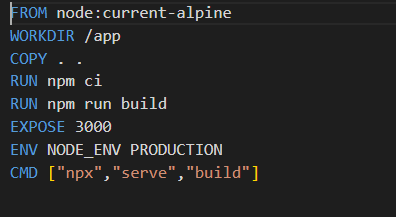 FROM node:current-alpine
WORKDIR /app
COPY . .
RUN npm ci
RUN npm run build
EXPOSE 3000
ENV NODE_ENV PRODUCTION
CMD ["npx","serve","build"]